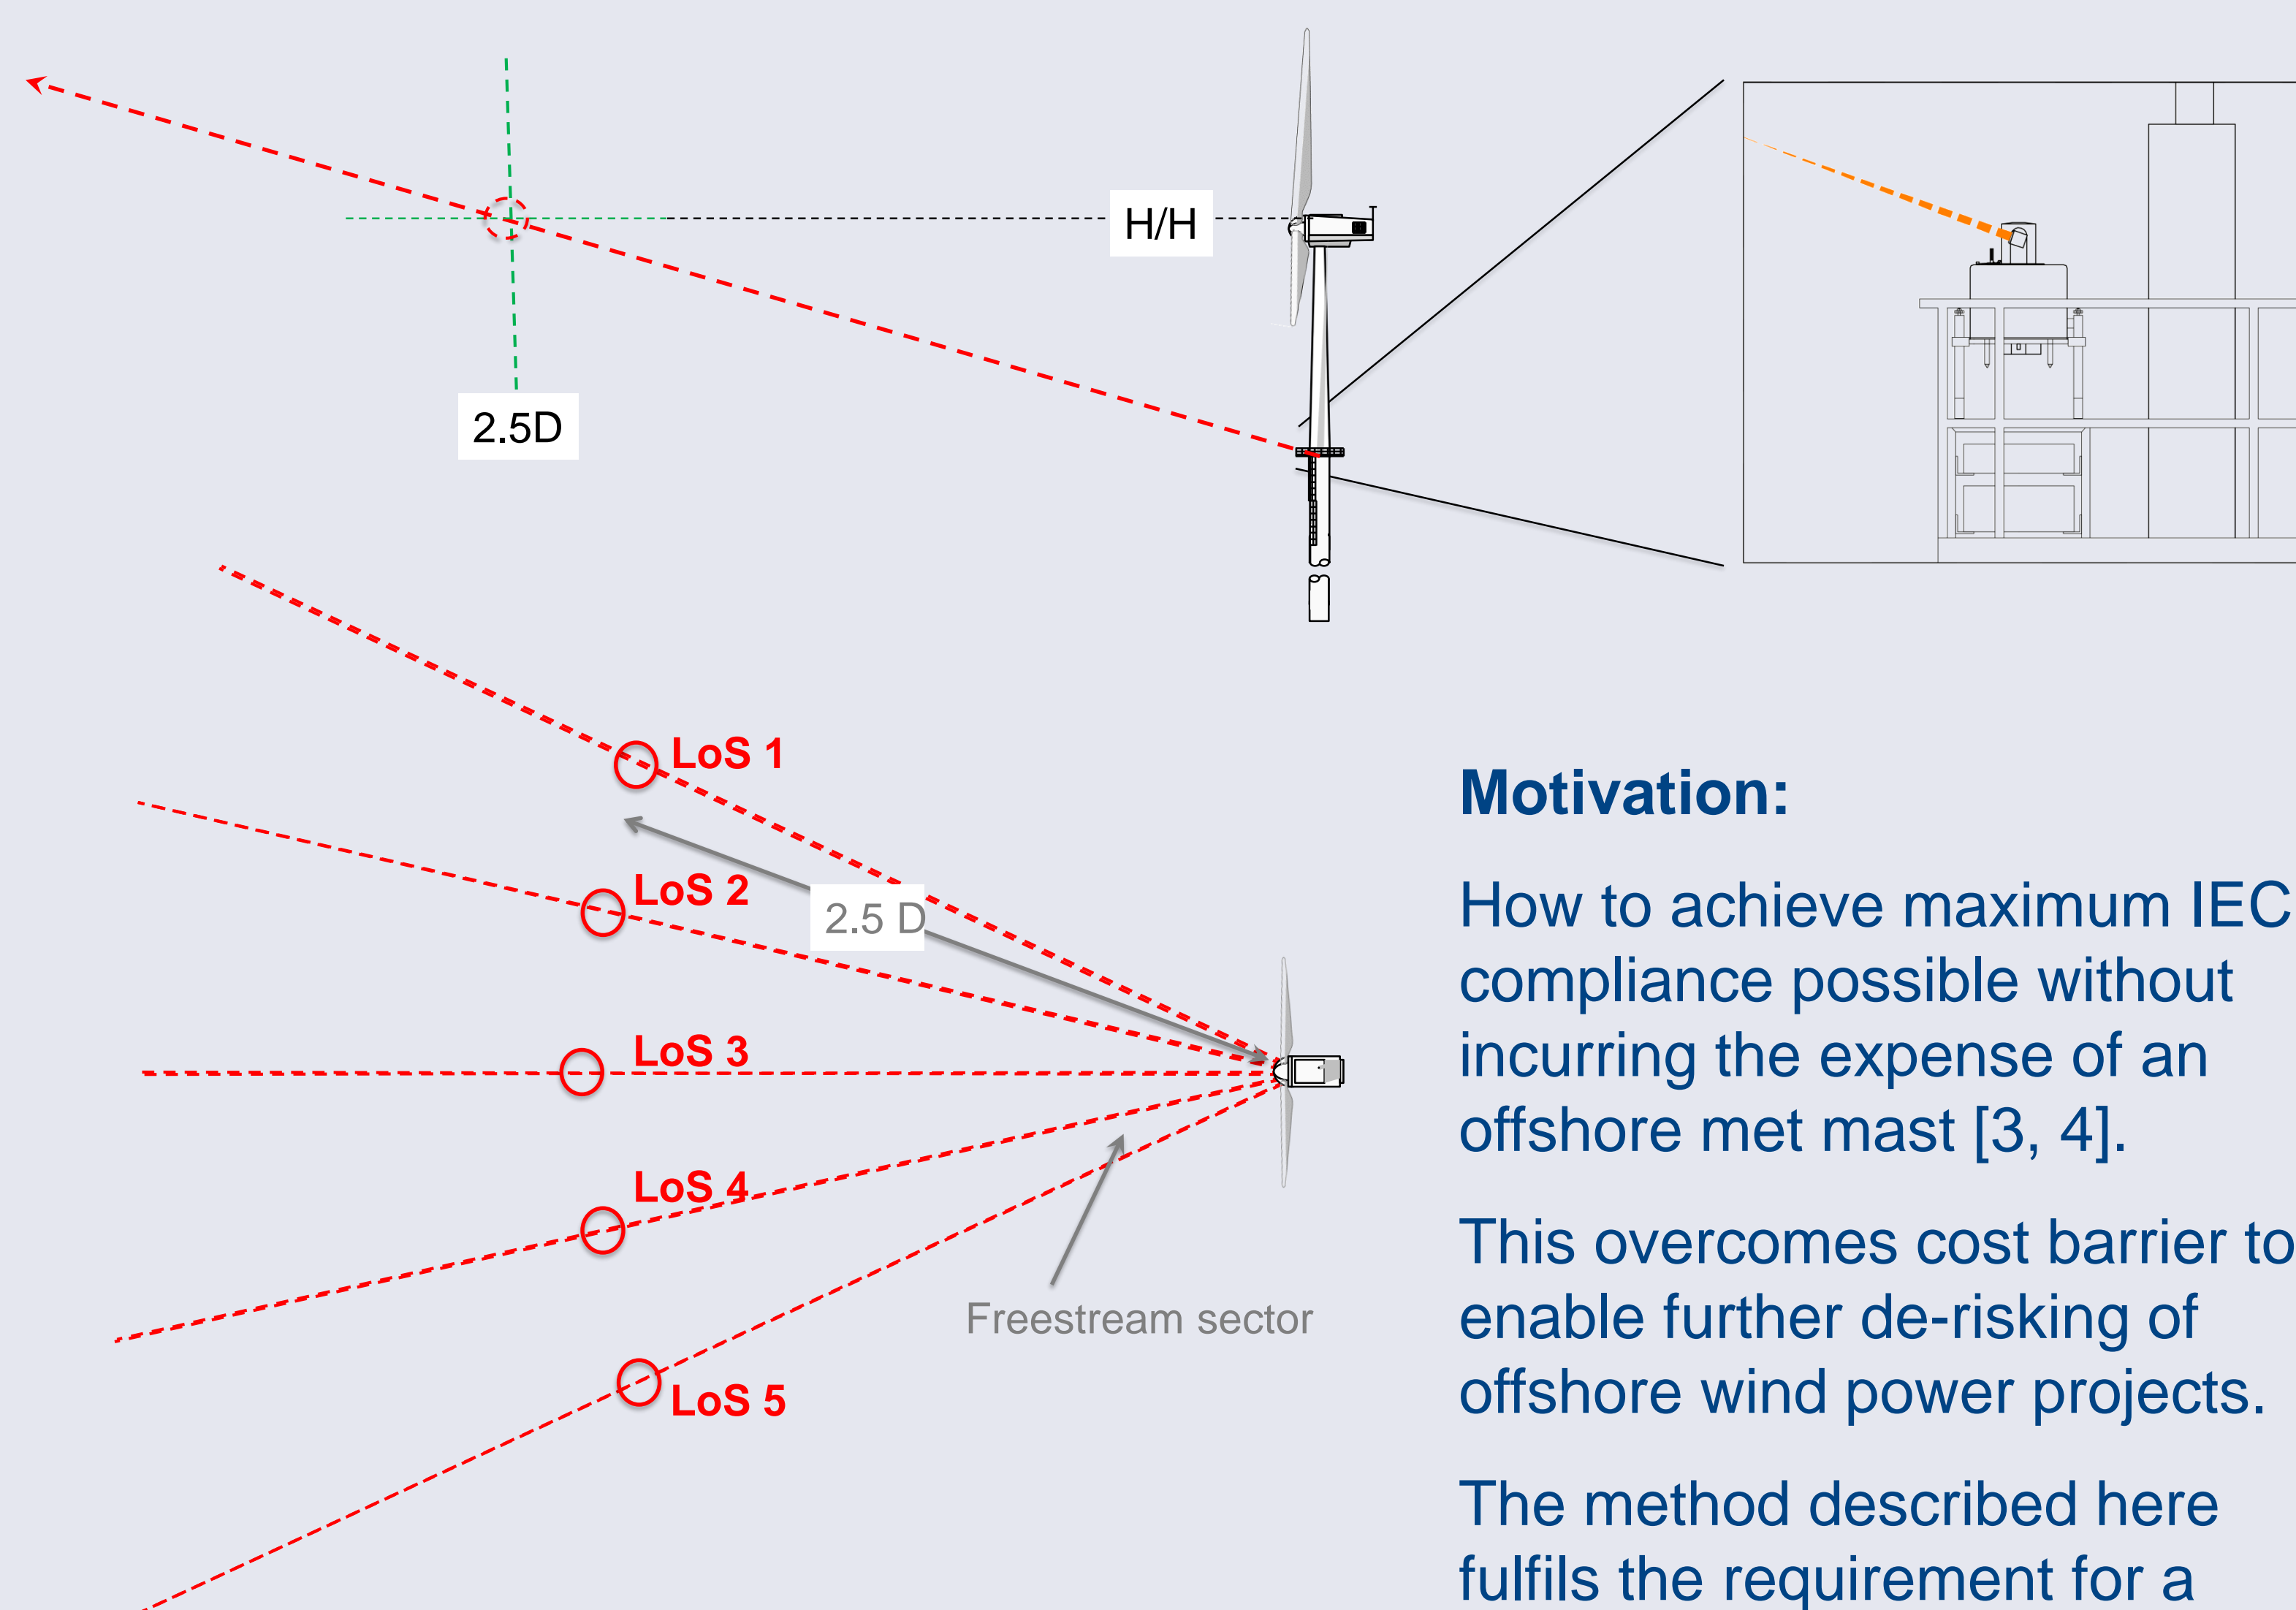 H/H
2.5D
LoS 1
LoS 2
2.5 D
LoS 3
LoS 4
Freestream sector
LoS 5
Motivation:
How to achieve maximum IEC
compliance possible without
incurring the expense of an
offshore met mast [3, 4].
This overcomes cost barrier to
enable further de-risking of
offshore wind power projects.
The method described here
fulfils the requirement for a